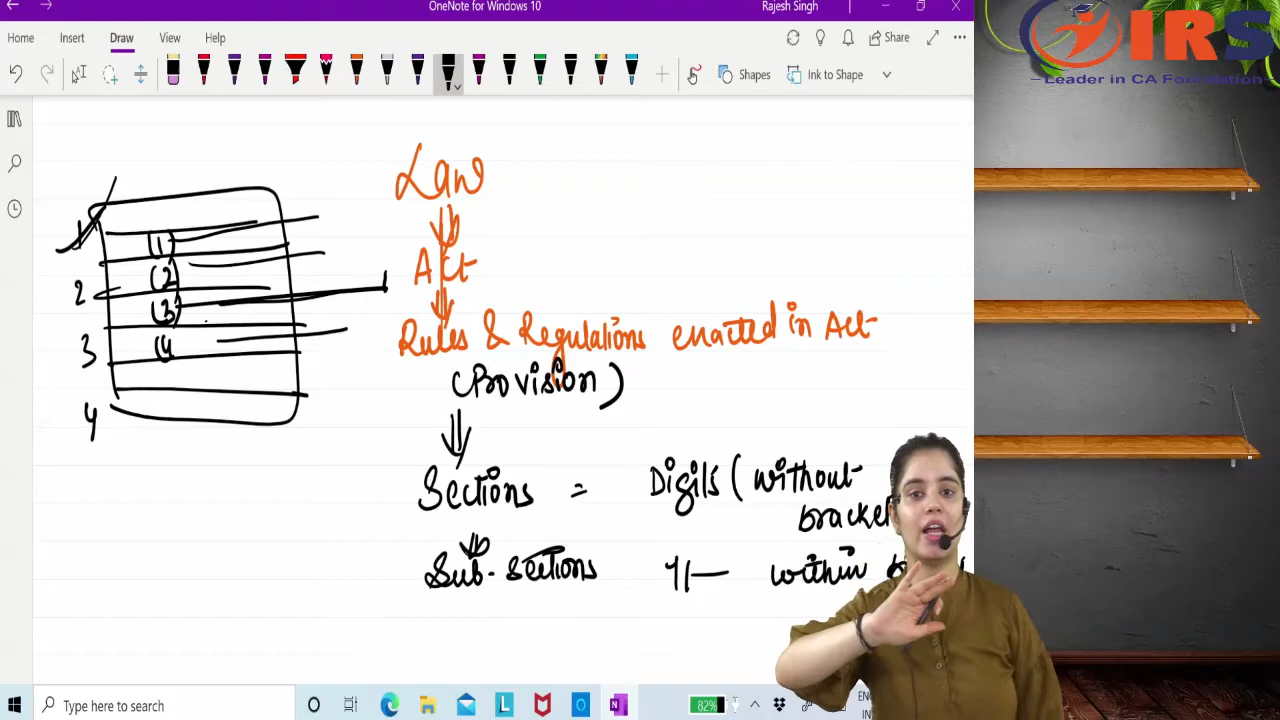 OneNote for Windows 10
Rajesh Singh
Home Insert Draw View Help
Share
Shapes
Ink to Shape
IRS
Leader in CA Foundation
Law
Act
Rules & Regulations enacted in Act
(Provision)
Sections = Digits (without
bracket
Sub-Sections within
1 (1)
2 (2)
(3)
3 (4
4
Type here to search
82%